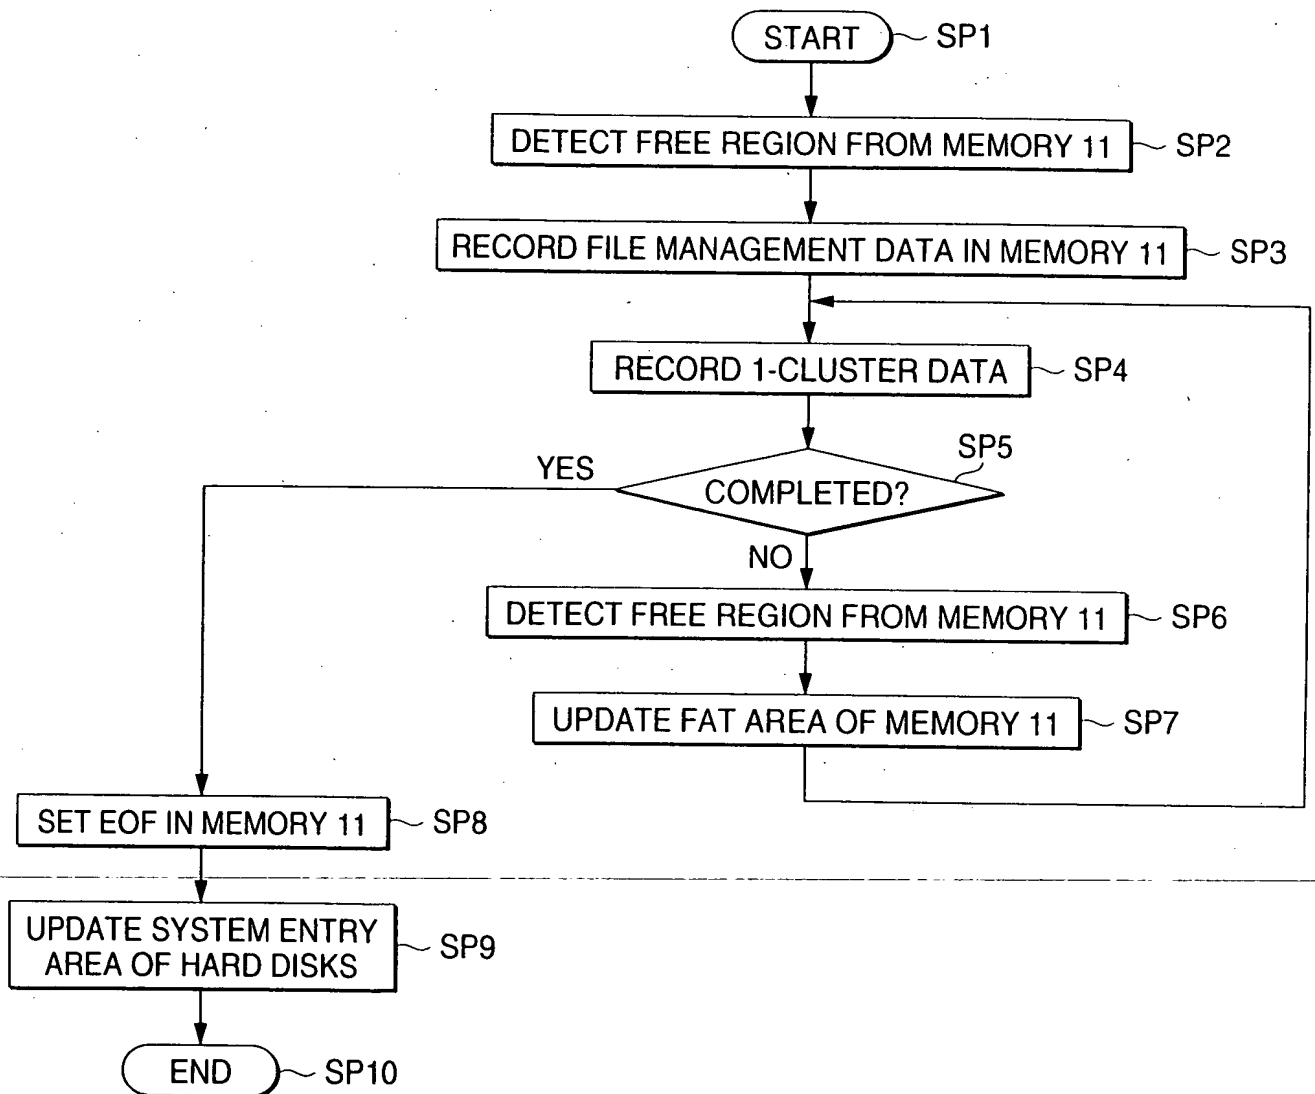 START SP1
DETECT FREE REGION FROM MEMORY 11 SP2
RECORD FILE MANAGEMENT DATA IN MEMORY 11 SP3
RECORD 1-CLUSTER DATA SP4
SP5
YES
COMPLETED?
NO
DETECT FREE REGION FROM MEMORY 11 SP6
UPDATE FAT AREA OF MEMORY 11 SP7
SET EOF IN MEMORY 11 SP8
UPDATE SYSTEM ENTRY
AREA OF HARD DISKS SP9
END SP10